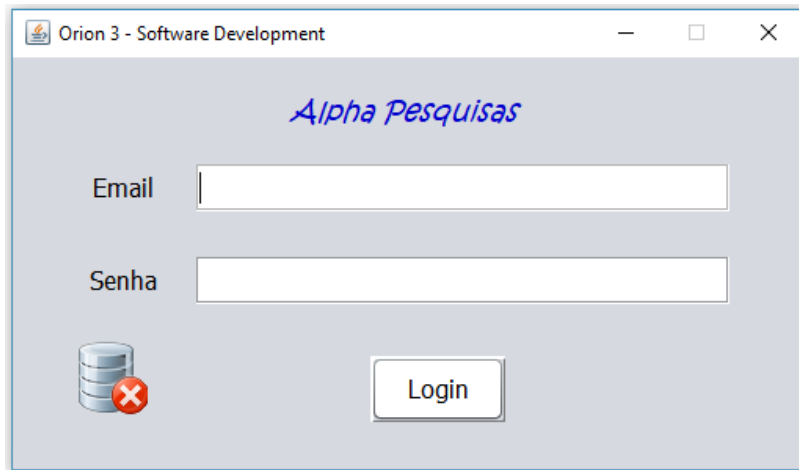 Orion 3 - Software Development
Alpha Pesquisas
Email
Senha
Login